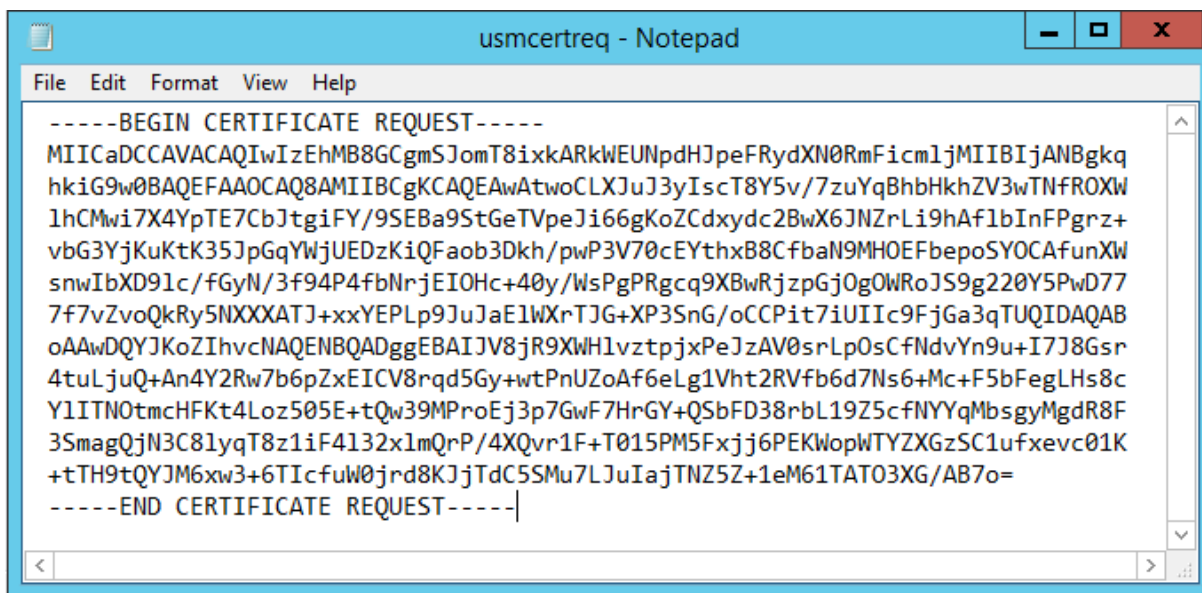 usmcertreq - Notepad
File Edit Format View Help
-----BEGIN CERTIFICATE REQUEST-----
MIICaDCCAVACAQIwIzEhMB8GCgmSJomT8ixkARkWEUNpdHJpeFRydXN0RmFicmljMIIBIjANBgkq
hkiG9w0BAQEFAAOCAQ8AMIIBCgKCAQEAwAtwoCLXJuJ3yIscT8Y5v/7zuYqBhbHkhZV3wTNfROXW
lhCMwi7X4YpTE7CbJtgiFY/9SEBa9StGeTVpeJi66gKoZCdxydc2BwX6JNZrLi9hAflbInFPgrz+
vbG3YjKuKtK35JpGqYWjUEDzKiQFaob3Dkh/pwP3V70cEYthxB8CfbaN9MHOEFbepoSYOCAfunXW
snwIbXD9lc/fGyN/3f94P4fbNrjEIOHc+40y/WsPgPRgcq9XBwRjzpGjOgOWRoJS9g220Y5PwD77
7f7vZvoQkRy5NXXXATJ+xxYEPLp9JuJaElWXrTJG+XP3SnG/oCCPit7iUIIc9FjGa3qTUQIDAQAB
oAAwDQYJKoZIhvcNAQENBQADggEBAIJV8jR9XWHlvztpjxPeJzAV0srLpOsCfNdvYn9u+I7J8Gsr
4tuLjuQ+An4Y2Rw7b6pZxEICV8rqd5Gy+wtPnUZoAf6eLg1Vht2RVfb6d7Ns6+Mc+F5bFegLHs8c
YlITNOtmcHFKt4Loz505E+tQw39MProEj3p7GwF7HrGY+QSbFD38rbL19Z5cfNYYqMbsgyMgdR8F
3SmagQjN3C8lyqT8z1iF4l32xlmQrP/4XQvr1F+T015PM5Fxjj6PEKWopWTYZXGzSC1ufxevc01K
+tTH9tQYJM6xw3+6TIcfuW0jrd8KJjTdC5SMu7LJuIajTNZ5Z+1eM61TATO3XG/AB7o=
-----END CERTIFICATE REQUEST-----